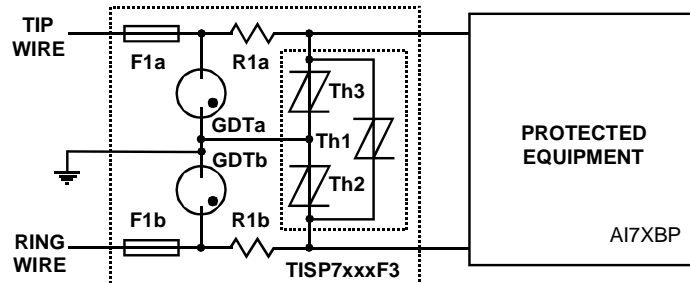 TIP
WIRE
F1a
R1a
Th3
GDTa
Th1
GDTb
Th2
F1b
R1b
RING
WIRE
TISP7xxxF3
PROTECTED
EQUIPMENT
AI7XBP